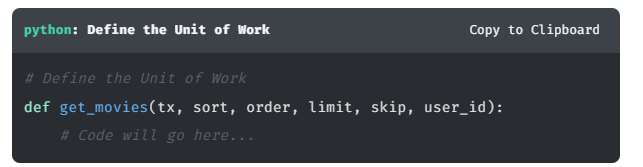 python: Define the Unit of Work
Copy to Clipboard
# Define the Unit of Work
def get_movies(tx, sort, order, limit, skip, user_id):
    # Code will go here...